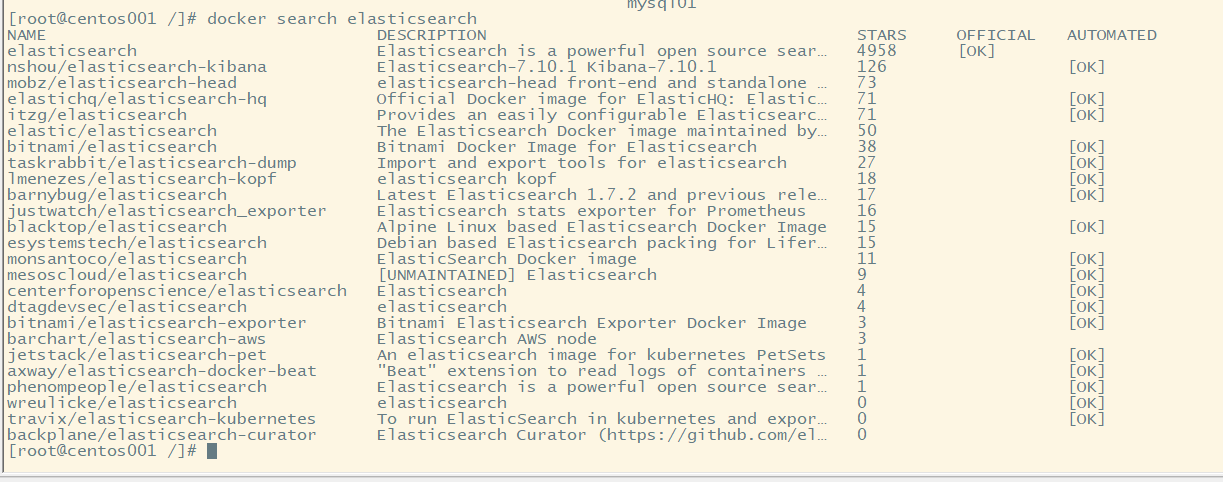 mysql01
[root@centos001 /]# docker search elasticsearch
NAME DESCRIPTION STARS OFFICIAL AUTOMATED
elasticsearch Elasticsearch is a powerful open source sear… 4958 [OK]
nshou/elasticsearch-kibana Elasticsearch-7.10.1 Kibana-7.10.1 126 [OK]
mobz/elasticsearch-head elasticsearch-head front-end and standalone … 73
elastichq/elasticsearch-hq Official Docker image for ElasticHQ: Elastic… 71 [OK]
itzg/elasticsearch Provides an easily configurable Elasticsearc… 71 [OK]
elastic/elasticsearch The Elasticsearch Docker image maintained by… 50
bitnami/elasticsearch Bitnami Docker Image for Elasticsearch 38 [OK]
taskrabbit/elasticsearch-dump Import and export tools for elasticsearch 27 [OK]
lmenezes/elasticsearch-kopf elasticsearch kopf 18 [OK]
barnybug/elasticsearch Latest Elasticsearch 1.7.2 and previous rele… 17 [OK]
justwatch/elasticsearch_exporter Elasticsearch stats exporter for Prometheus 16
blacktop/elasticsearch Alpine Linux based Elasticsearch Docker Image 15 [OK]
esystemstech/elasticsearch Debian based Elasticsearch packing for Lifer… 15
monsantoco/elasticsearch ElasticSearch Docker image 11 [OK]
mesoscloud/elasticsearch [UNMAINTAINED] Elasticsearch 9 [OK]
centerforopenscience/elasticsearch Elasticsearch 4 [OK]
dtagdevsec/elasticsearch elasticsearch 4 [OK]
bitnami/elasticsearch-exporter Bitnami Elasticsearch Exporter Docker Image 3 [OK]
barchart/elasticsearch-aws Elasticsearch AWS node 3
jetstack/elasticsearch-pet An elasticsearch image for kubernetes PetSets 1 [OK]
axway/elasticsearch-docker-beat "Beat" extension to read logs of containers … 1 [OK]
phenompeople/elasticsearch Elasticsearch is a powerful open source sear… 1 [OK]
wreulicke/elasticsearch elasticsearch 0 [OK]
travix/elasticsearch-kubernetes To run ElasticSearch in kubernetes and expor… 0 [OK]
backplane/elasticsearch-curator Elasticsearch Curator (https://github.com/el… 0
[root@centos001 /]#